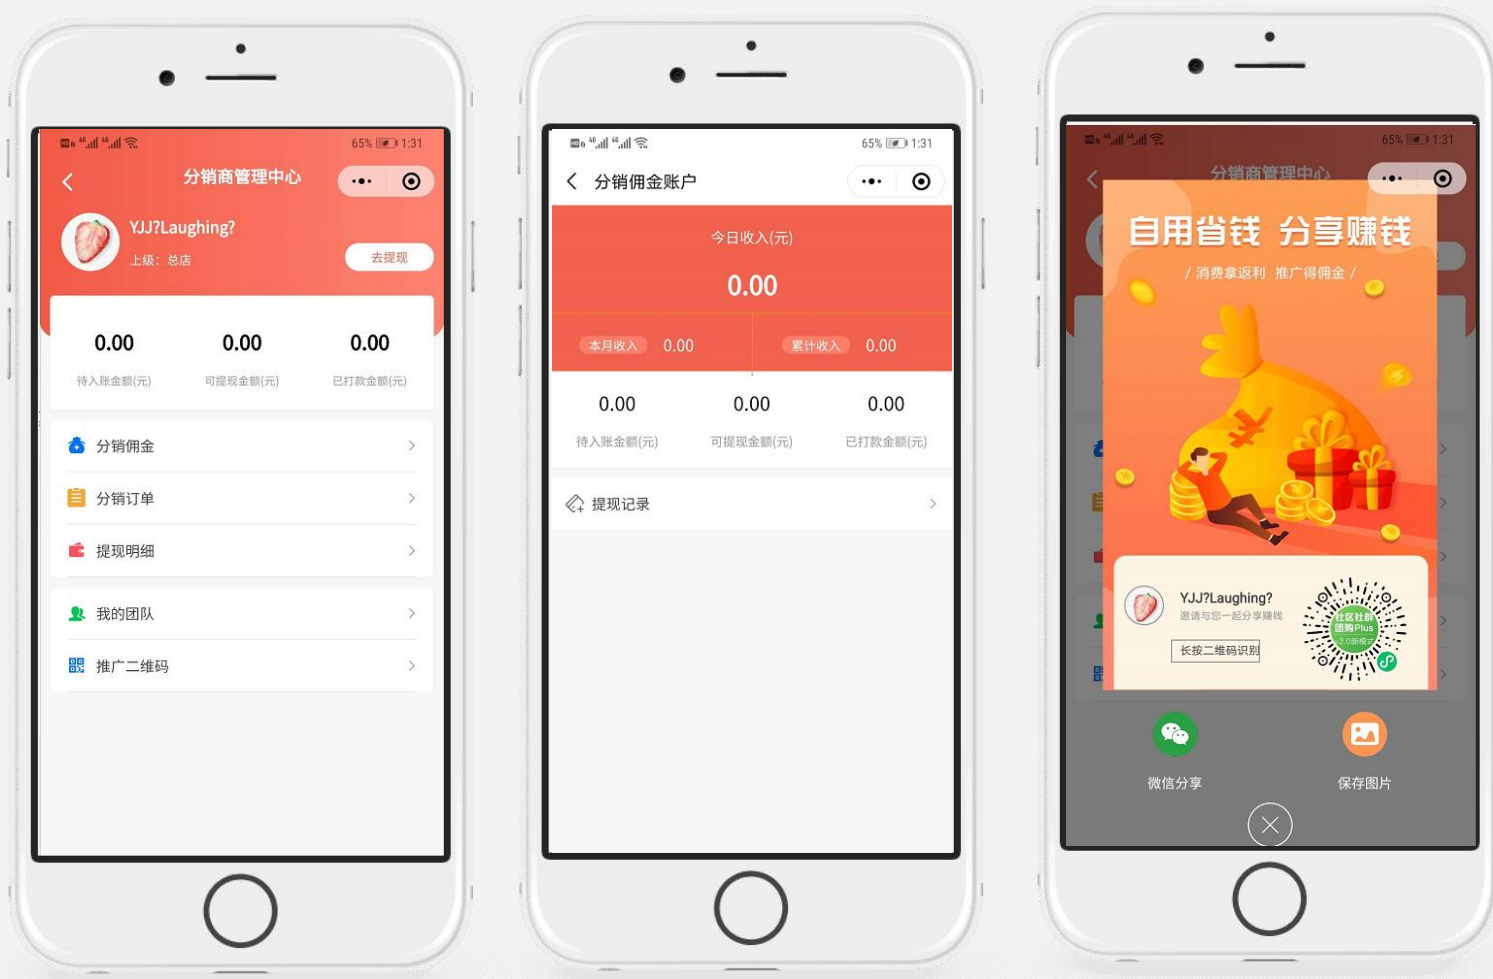 65% 1:31
分销商管理中心
YJJ?Laughing?
上级：总店
去提现
0.00 0.00 0.00
待入账金额(元) 可提现金额(元) 已打款金额(元)
分销佣金
分销订单
提现明细
我的团队
推广二维码
65% 1:31
分销佣金账户
今日收入(元)
0.00
本月收入 0.00 累计收入 0.00
0.00 0.00 0.00
待入账金额(元) 可提现金额(元) 已打款金额(元)
提现记录
65% 1:31
分销商管理中心
自用省钱 分享赚钱
/ 消费拿返利 推广得佣金 /
YJJ?Laughing?
邀请与您一起分享赚钱
长按二维码识别
社区社群
团购Plus
v2.0新模式
微信分享
保存图片